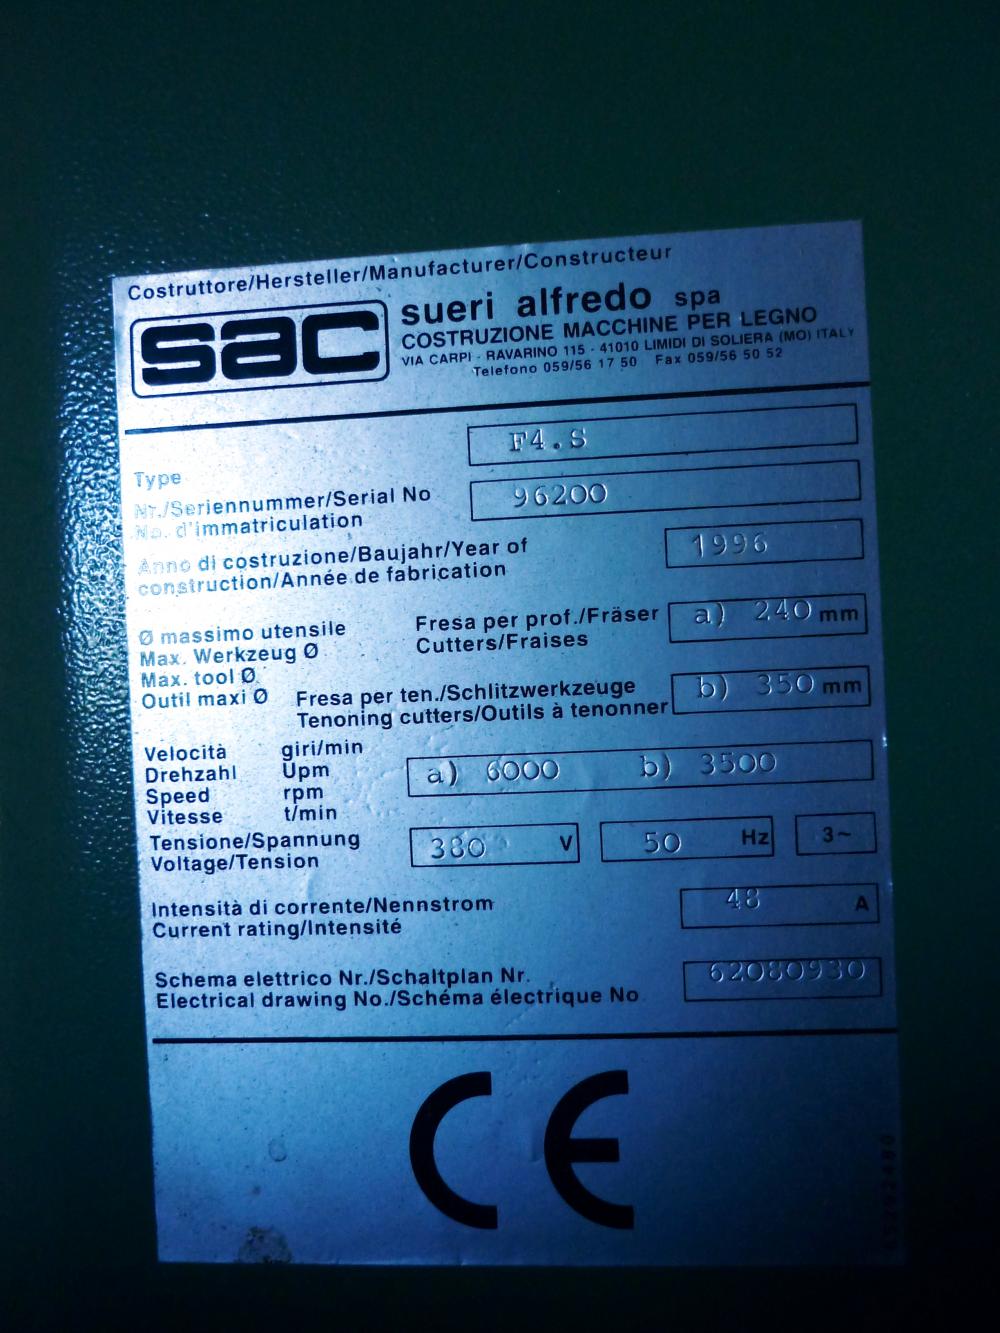 Costruttore/Hersteller/Manufacturer/Constructeur
sac
sueri alfredo spa
COSTRUZIONE MACCHINE PER LEGNO
VIA CARPI - RAVARINO 115 - 41010 LIMIDI DI SOLIERA (MO) ITALY
Telefono 059/56 17 50 Fax 059/56 50 52
Type F4.S
Nr./Seriennummer/Serial No 96200
No. d'immatriculation
Anno di costruzione/Baujahr/Year of 1996
construction/Année de fabrication
Ø massimo utensile Fresa per prof./Fräser a) 240 mm
Max. Werkzeug Ø Cutters/Fraises
Max. tool Ø
Outil maxi Ø Fresa per ten./Schlitzwerkzeuge b) 350 mm
Tenoning cutters/Outils à tenonner
Velocità giri/min
Drehzahl Upm a) 6000 b) 3500
Speed rpm
Vitesse t/min
Tensione/Spannung 380 V 50 Hz 3~
Voltage/Tension
Intensità di corrente/Nennstrom 48 A
Current rating/Intensité
Schema elettrico Nr./Schaltplan Nr. 62080930
Electrical drawing No./Schéma électrique No
CE